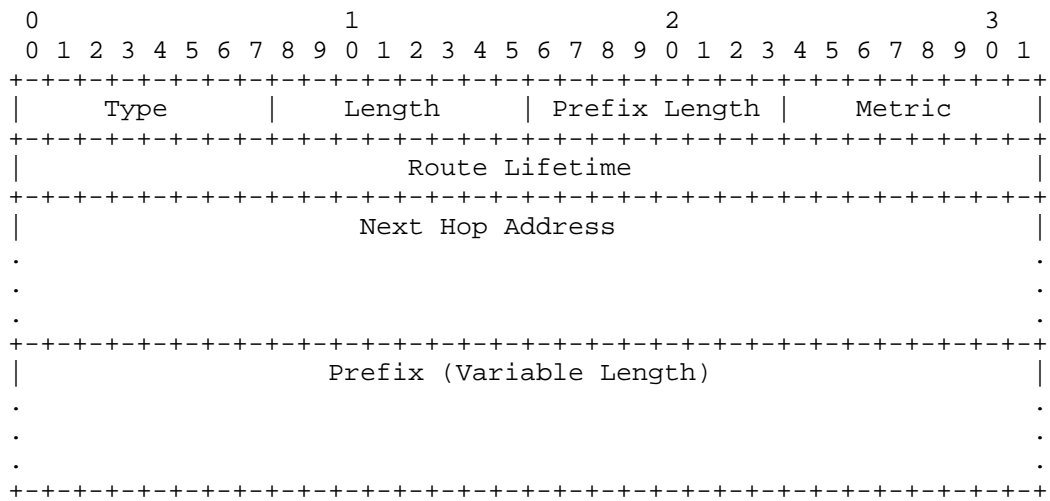 0                   1                   2                   3
 0 1 2 3 4 5 6 7 8 9 0 1 2 3 4 5 6 7 8 9 0 1 2 3 4 5 6 7 8 9 0 1
+-+-+-+-+-+-+-+-+-+-+-+-+-+-+-+-+-+-+-+-+-+-+-+-+-+-+-+-+-+-+-+-+
|     Type      |    Length     | Prefix Length |    Metric     |
+-+-+-+-+-+-+-+-+-+-+-+-+-+-+-+-+-+-+-+-+-+-+-+-+-+-+-+-+-+-+-+-+
|                        Route Lifetime                         |
+-+-+-+-+-+-+-+-+-+-+-+-+-+-+-+-+-+-+-+-+-+-+-+-+-+-+-+-+-+-+-+-+
|                     Next Hop Address                          |
.                                                               .
.                                                               .
.                                                               .
+-+-+-+-+-+-+-+-+-+-+-+-+-+-+-+-+-+-+-+-+-+-+-+-+-+-+-+-+-+-+-+-+
|                   Prefix (Variable Length)                    |
.                                                               .
.                                                               .
.                                                               .
+-+-+-+-+-+-+-+-+-+-+-+-+-+-+-+-+-+-+-+-+-+-+-+-+-+-+-+-+-+-+-+-+